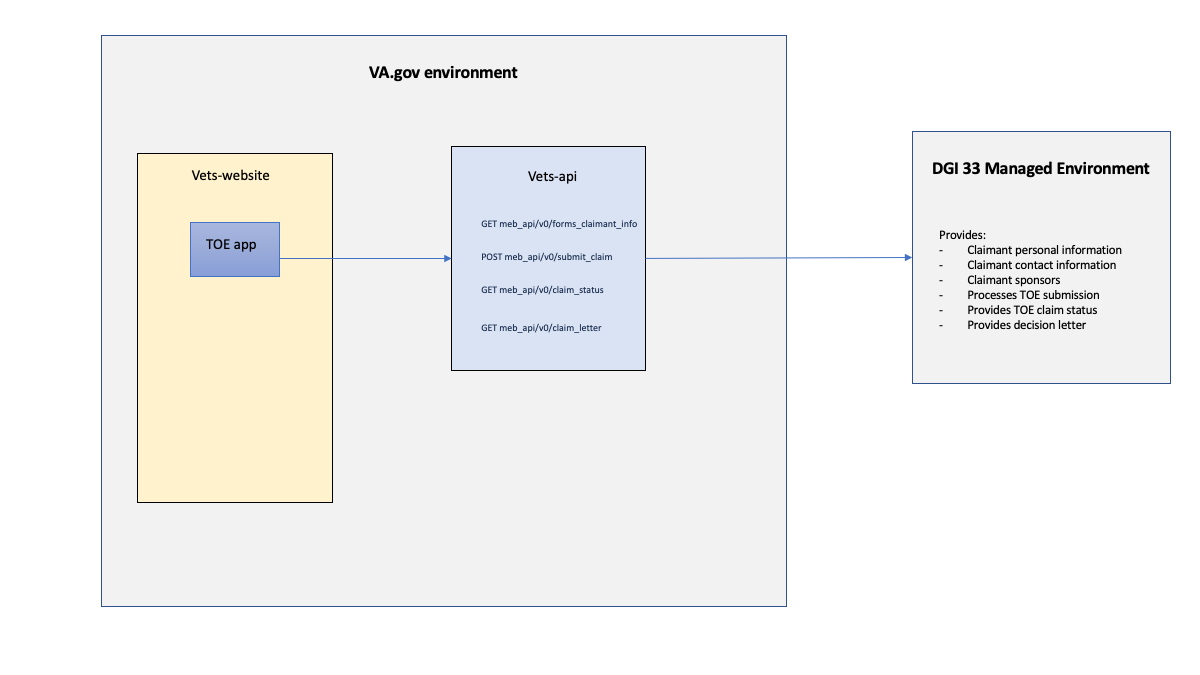 VA.gov environment
Vets-website
TOE app
Vets-api
GET meb_api/v0/forms_claimant_info
POST meb_api/v0/submit_claim
GET meb_api/v0/claim_status
GET meb_api/v0/claim_letter
DGI 33 Managed Environment
Provides:
- Claimant personal information
- Claimant contact information
- Claimant sponsors
- Processes TOE submission
- Provides TOE claim status
- Provides decision letter